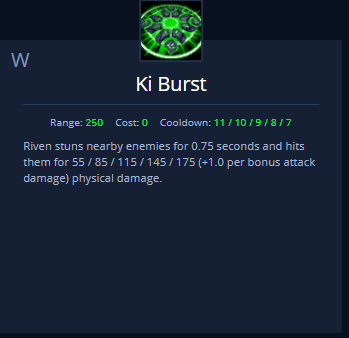 W
Ki Burst
Range: 250 Cost: 0 Cooldown: 11 / 10 / 9 / 8 / 7
Riven stuns nearby enemies for 0.75 seconds and hits
them for 55 / 85 / 115 / 145 / 175 (+1.0 per bonus attack
damage) physical damage.